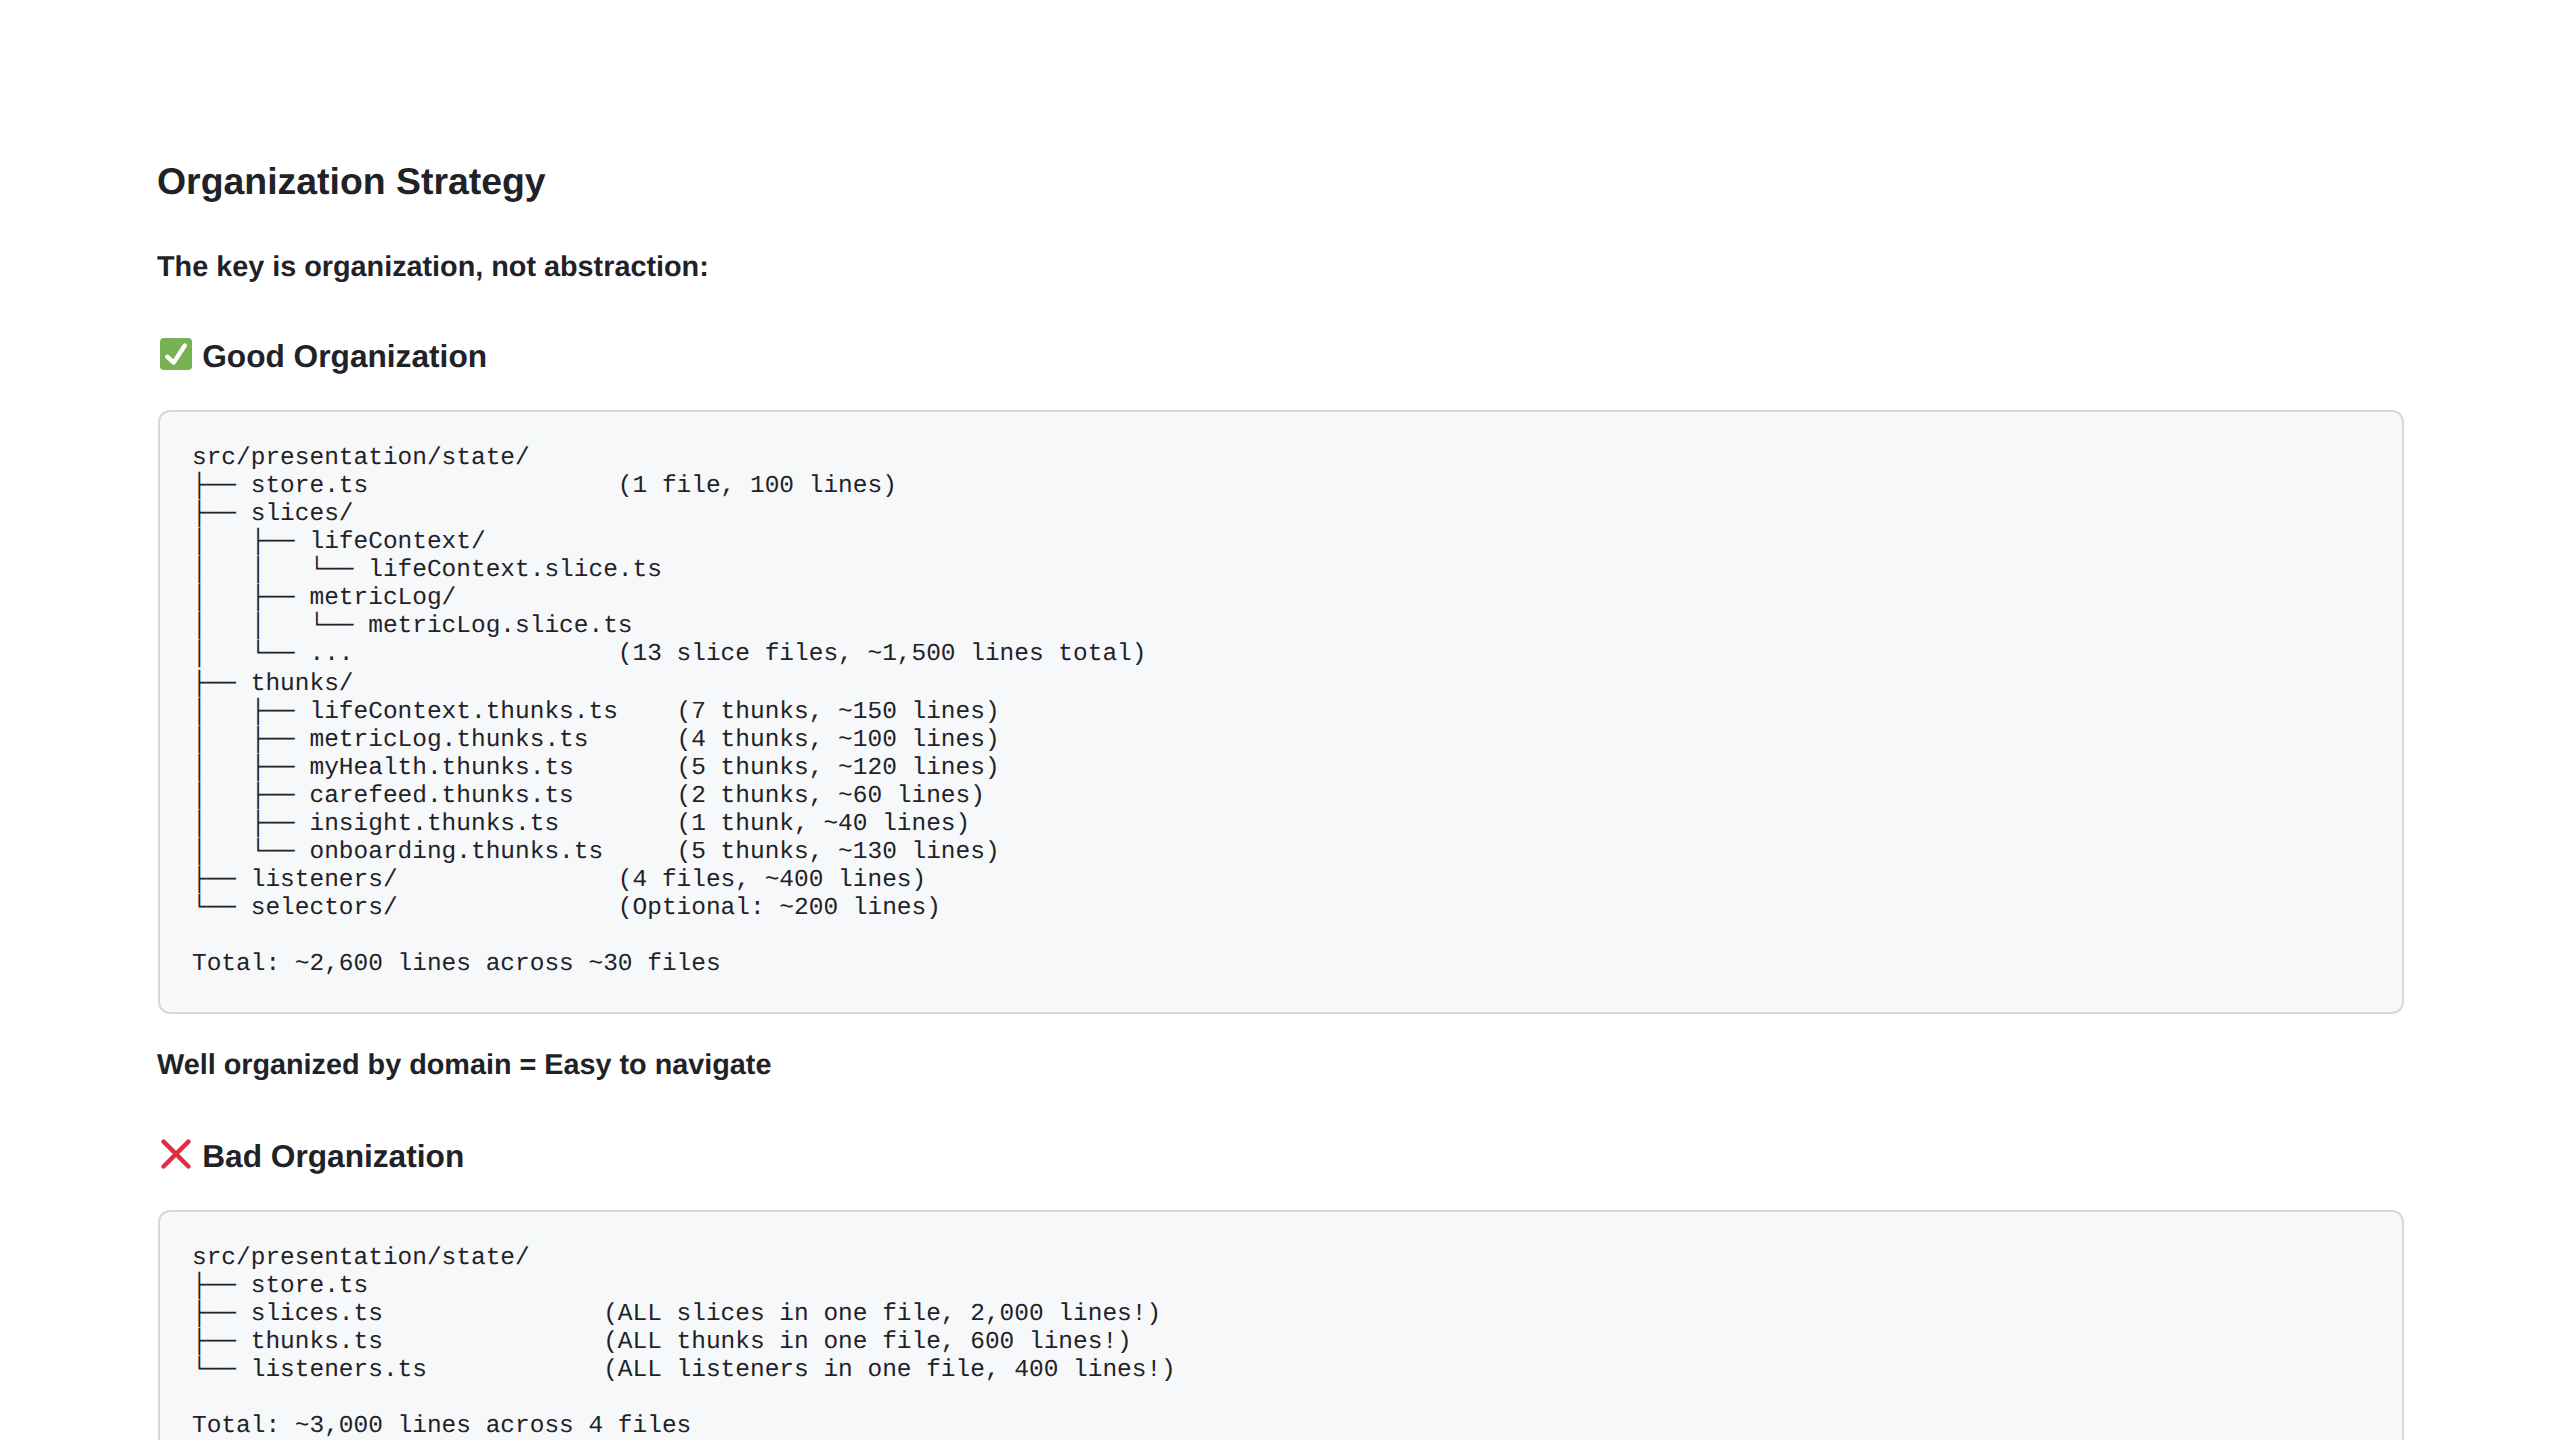 Organization Strategy
The key is organization, not abstraction:
✅ Good Organization
src/presentation/state/
├── store.ts                 (1 file, 100 lines)
├── slices/
│   ├── lifeContext/
│   │   └── lifeContext.slice.ts
│   ├── metricLog/
│   │   └── metricLog.slice.ts
│   └── ...                  (13 slice files, ~1,500 lines total)
├── thunks/
│   ├── lifeContext.thunks.ts    (7 thunks, ~150 lines)
│   ├── metricLog.thunks.ts      (4 thunks, ~100 lines)
│   ├── myHealth.thunks.ts       (5 thunks, ~120 lines)
│   ├── carefeed.thunks.ts       (2 thunks, ~60 lines)
│   ├── insight.thunks.ts        (1 thunk, ~40 lines)
│   └── onboarding.thunks.ts     (5 thunks, ~130 lines)
├── listeners/               (4 files, ~400 lines)
└── selectors/               (Optional: ~200 lines)
Total: ~2,600 lines across ~30 files
Well organized by domain = Easy to navigate
❌ Bad Organization
src/presentation/state/
├── store.ts
├── slices.ts               (ALL slices in one file, 2,000 lines!)
├── thunks.ts               (ALL thunks in one file, 600 lines!)
└── listeners.ts            (ALL listeners in one file, 400 lines!)
Total: ~3,000 lines across 4 files